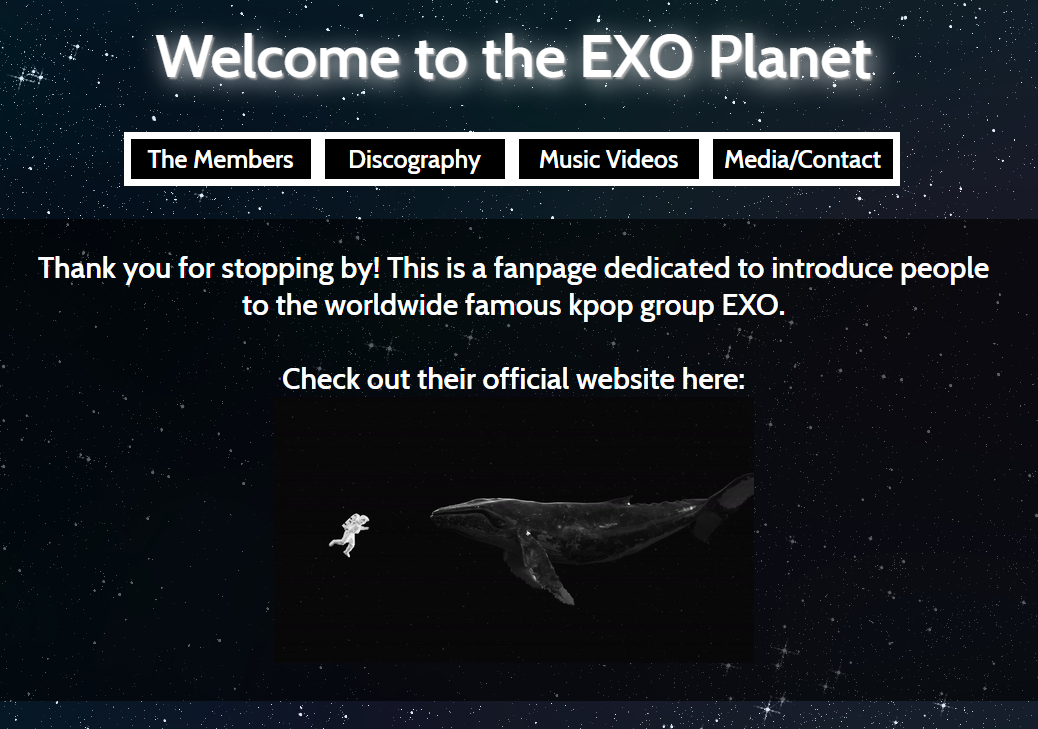 Welcome to the EXO Planet
The Members
Discography
Music Videos
Media/Contact
Thank you for stopping by! This is a fanpage dedicated to introduce people
to the worldwide famous kpop group EXO.
Check out their official website here: